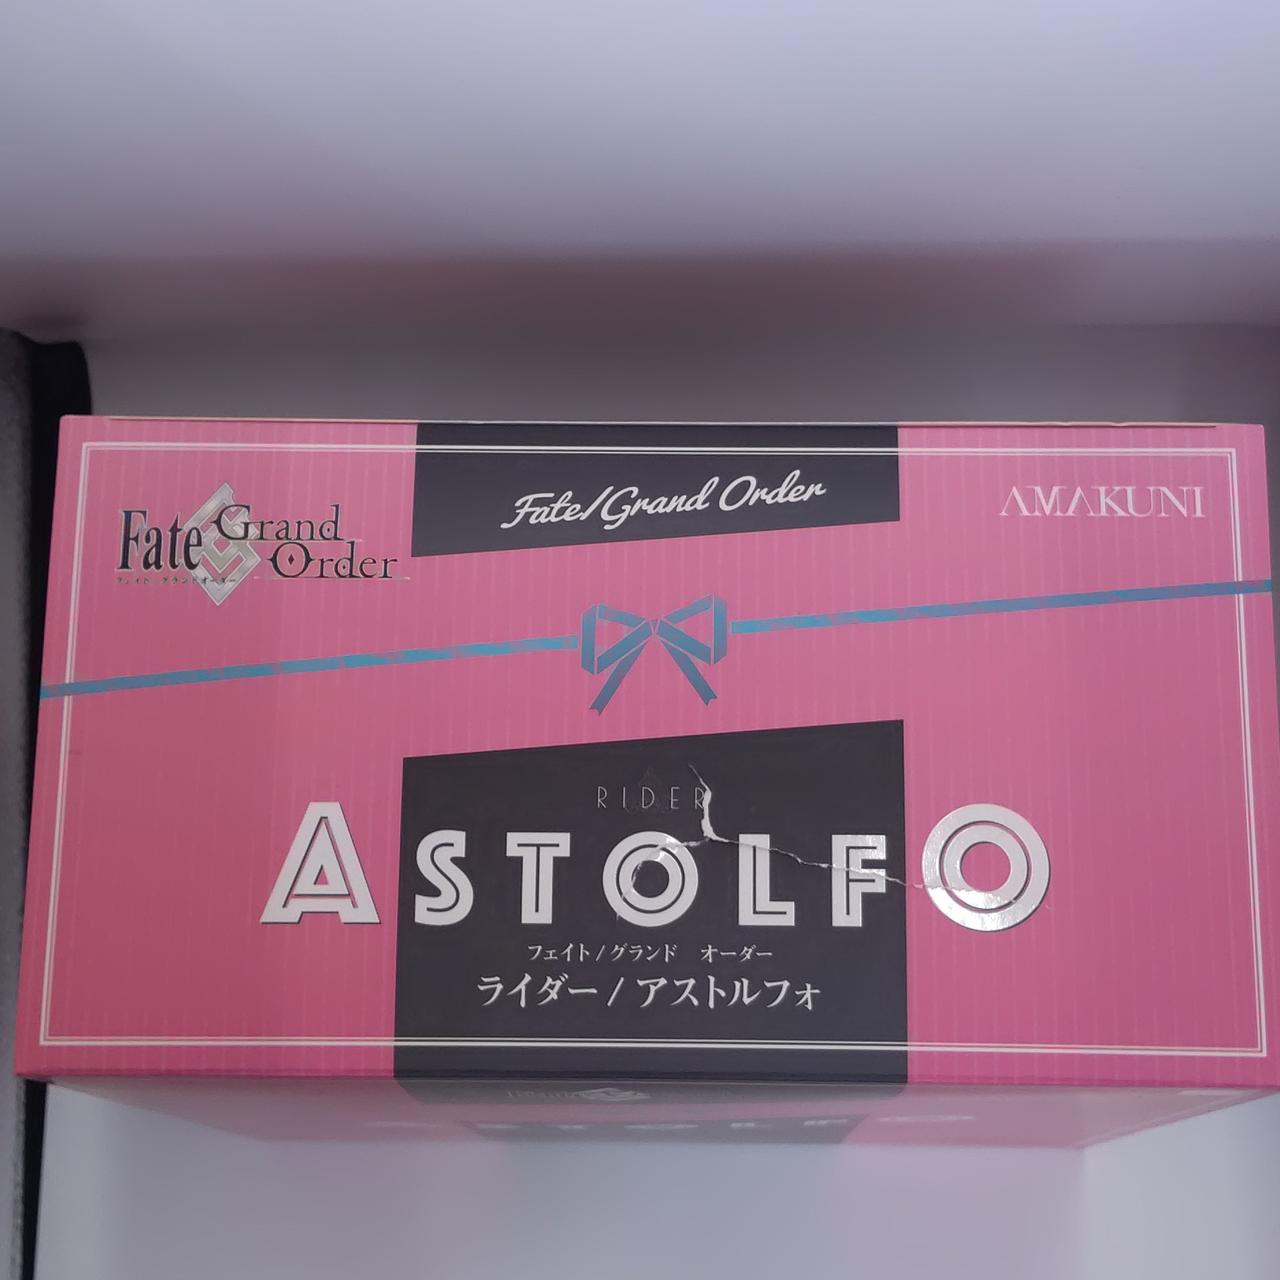 Fate/Grand Order
AMAKUNI
Fate Grand Order
フェイト/グランドオーダー
RIDER
ASTOLFO
フェイト/グランド オーダー
ライダー/アストルフォ